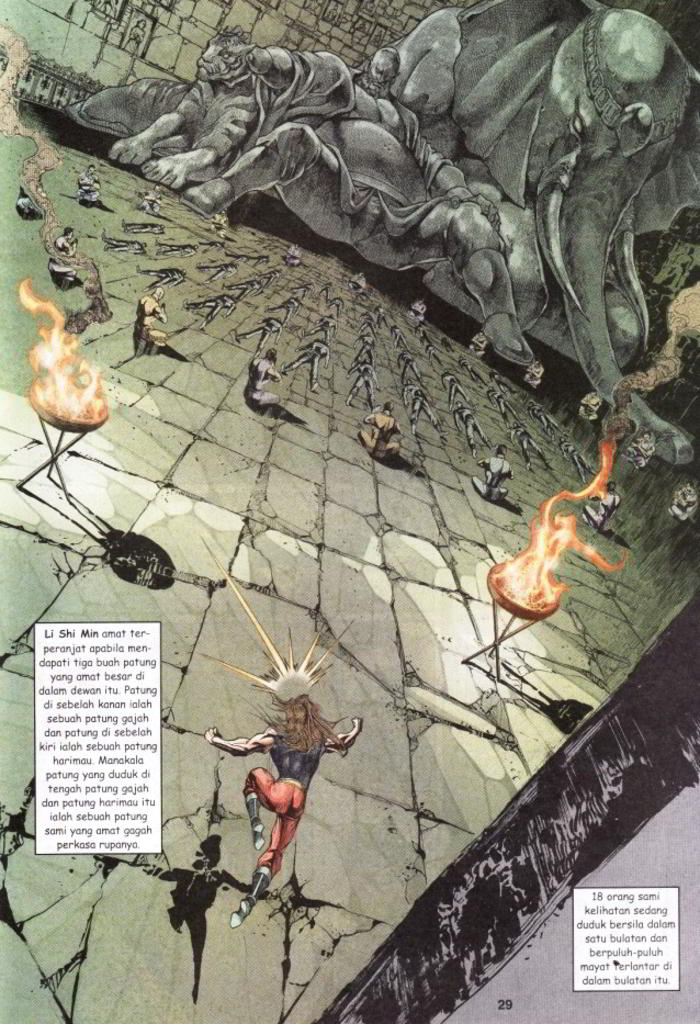 Li Shi Min amat ter-
peranjat apabila men-
dapati tiga buah patung
yang amat besar di
dalam dewan itu. Patung
di sebelah kanan ialah
sebuah patung gajah
dan patung di sebelah
kiri ialah sebuah patung
harimau. Manakala
patung yang duduk di
tengah patung gajah
dan patung harimau itu
ialah sebuah patung
sami yang amat gagah
perkasa rupanya.
18 orang sami
kelihatan sedang
duduk bersila dalam
satu bulatan dan
berpuluh-puluh
mayat terlantar di
dalam bulatan itu.
29